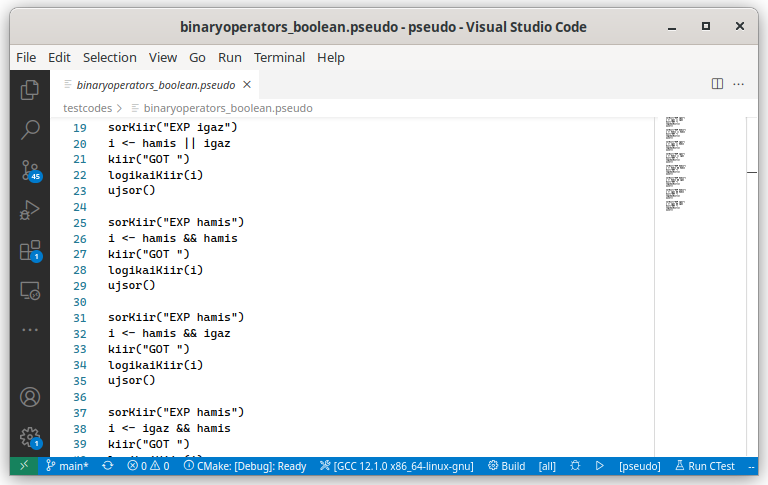 binaryoperators_boolean.pseudo - pseudo - Visual Studio Code
File Edit Selection View Go Run Terminal Help
binaryoperators_boolean.pseudo
testcodes > binaryoperators_boolean.pseudo
19 sorKiir("EXP igaz")
20 i <- hamis || igaz
21 kiir("GOT ")
22 logikaiKiir(i)
23 ujsor()
24
25 sorKiir("EXP hamis")
26 i <- hamis && hamis
27 kiir("GOT ")
28 logikaiKiir(i)
29 ujsor()
30
31 sorKiir("EXP hamis")
32 i <- hamis && igaz
33 kiir("GOT ")
34 logikaiKiir(i)
35 ujsor()
36
37 sorKiir("EXP hamis")
38 i <- igaz && hamis
39 kiir("GOT ")
45
1
1
main* 0 0 CMake: [Debug]: Ready [GCC 12.1.0 x86_64-linux-gnu] Build [all] [pseudo] Run CTest --